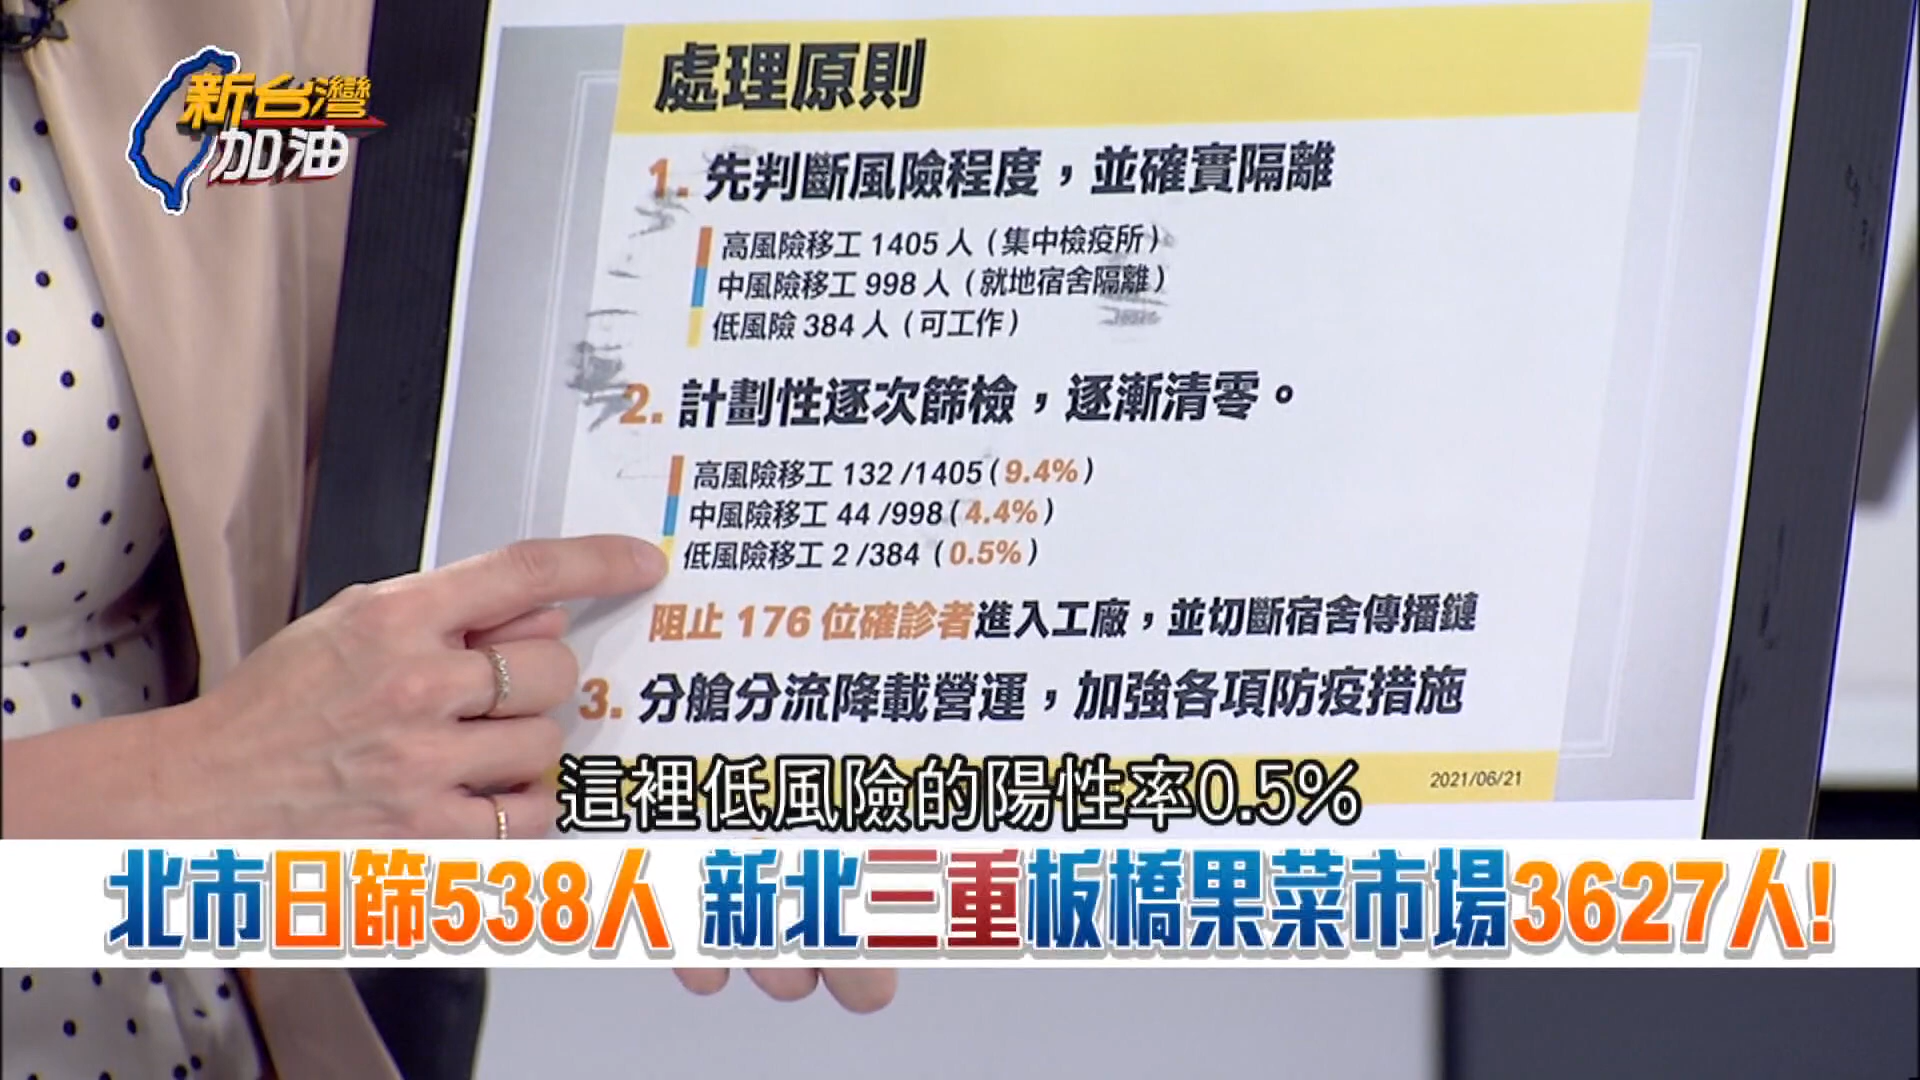 新台灣
加油
處理原則
1. 先判斷風險程度，並確實隔離
高風險移工 1405 人（集中檢疫所）
中風險移工 998 人（就地宿舍隔離）
低風險 384 人（可工作）
2. 計劃性逐次篩檢，逐漸清零。
高風險移工 132 /1405（9.4%）
中風險移工 44 /998（4.4%）
低風險移工 2 /384（0.5%）
阻止 176 位確診者進入工廠，並切斷宿舍傳播鏈
3. 分艙分流降載營運，加強各項防疫措施
2021/06/21
這裡低風險的陽性率0.5%
北市日篩538人 新北三重板橋果菜市場3627人!